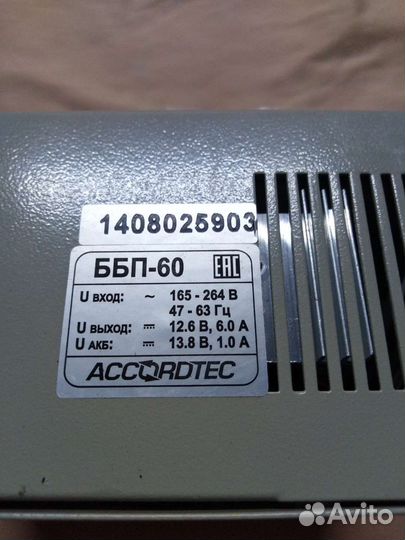 1408025903
ББП-60 EAC
U ВХОД: ~ 165 - 264 В
47 - 63 Гц
U ВЫХОД: ⎓ 12.6 В, 6.0 А
U АКБ: ⎓ 13.8 В, 1.0 А
ACCORDTEC
Avito